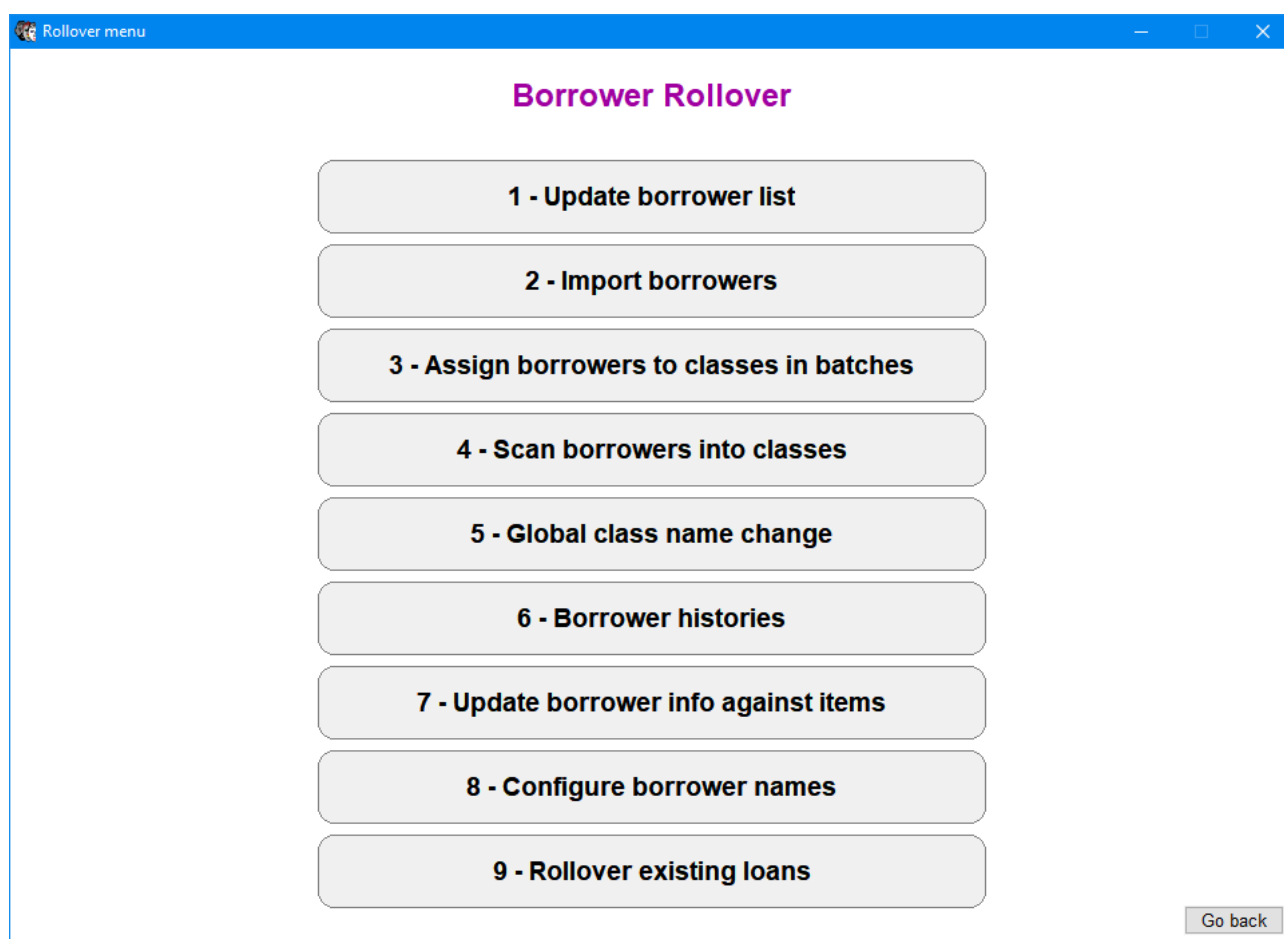 Rollover menu
Borrower Rollover
1 - Update borrower list
2 - Import borrowers
3 - Assign borrowers to classes in batches
4 - Scan borrowers into classes
5 - Global class name change
6 - Borrower histories
7 - Update borrower info against items
8 - Configure borrower names
9 - Rollover existing loans
Go back